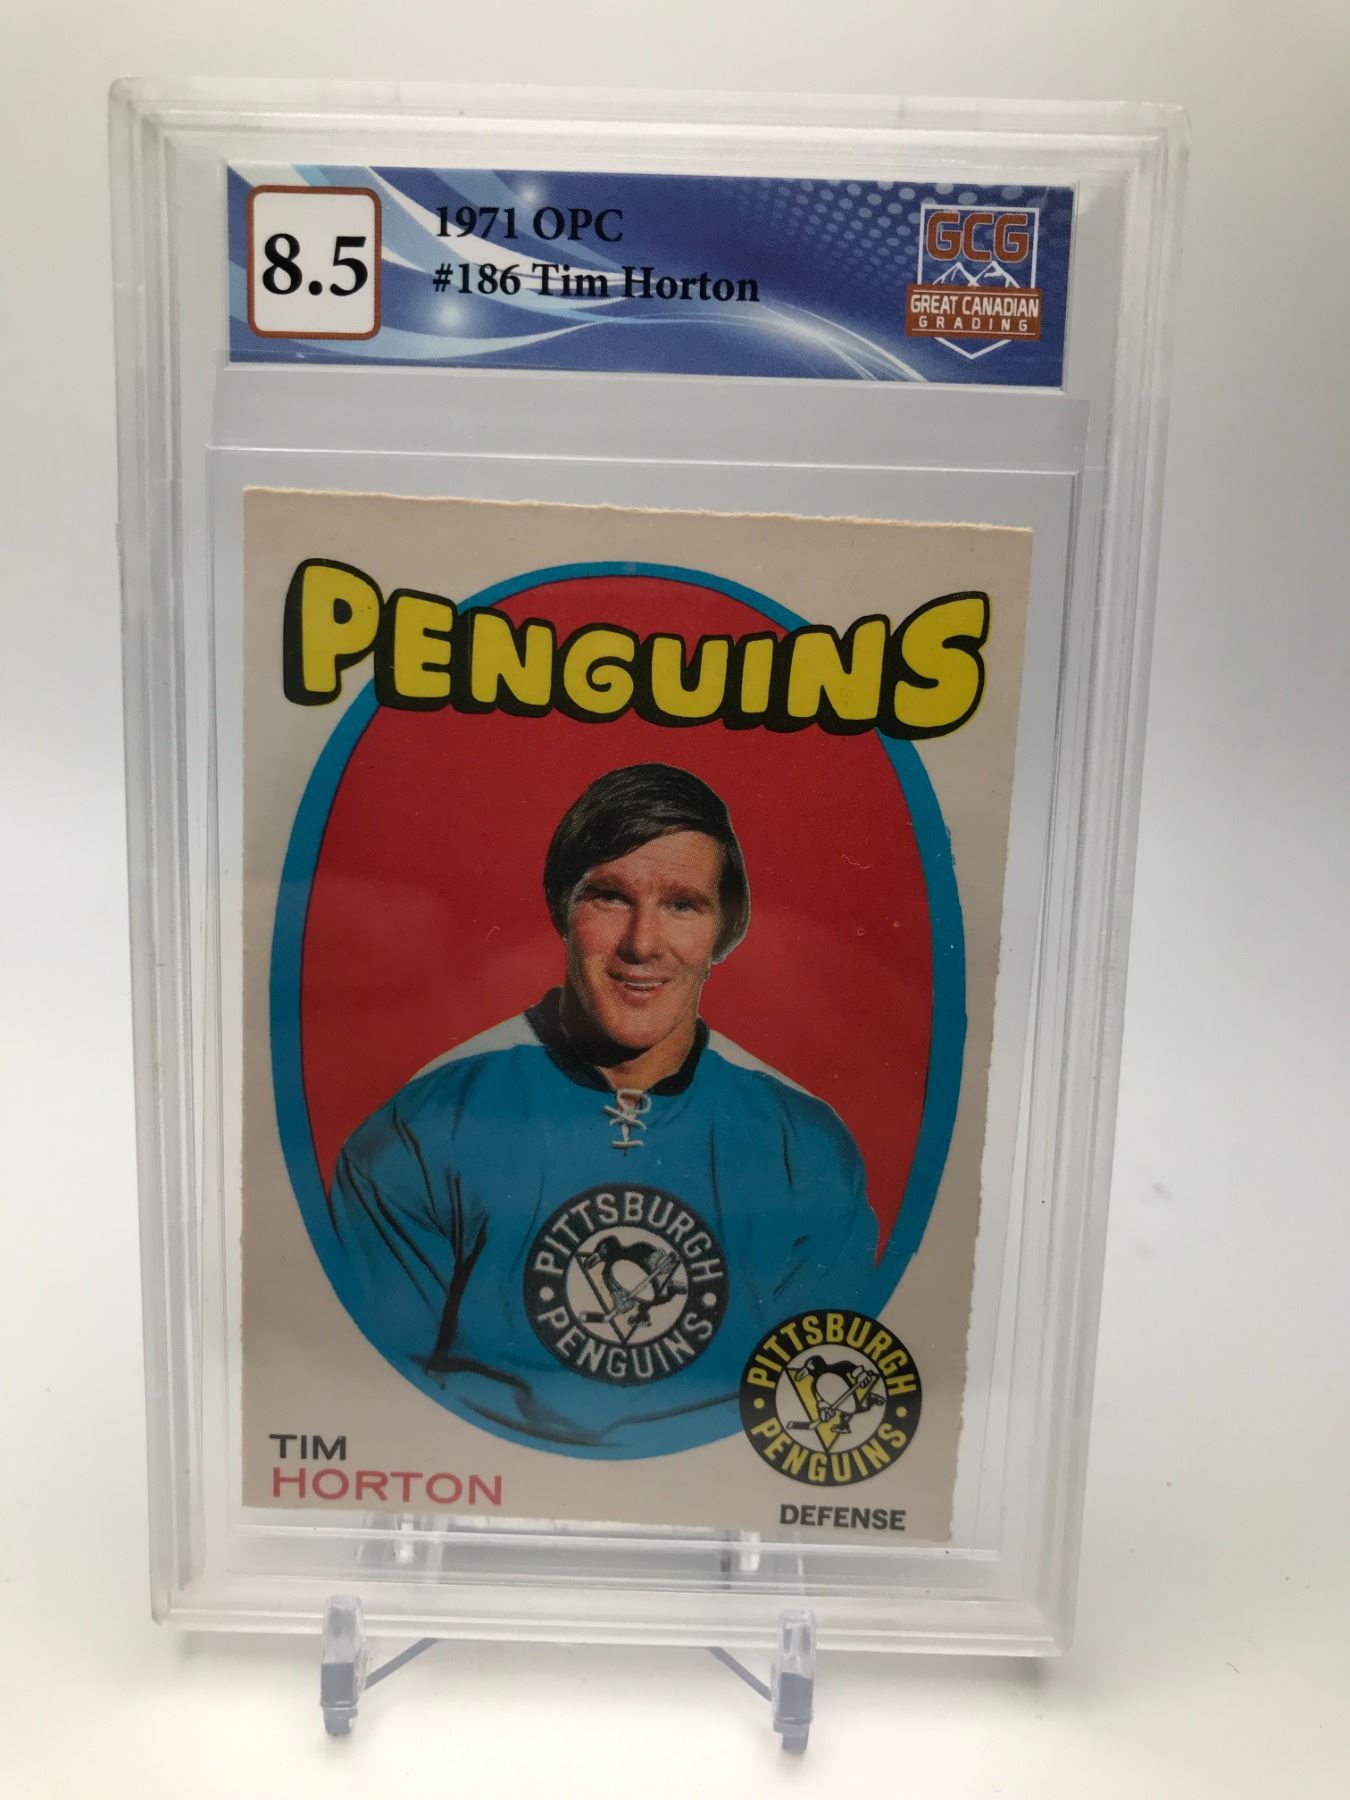 8.5
1971 OPC
#186 Tim Horton
GCG
GREAT CANADIAN
GRADING
PENGUINS
PITTSBURGH
PENGUINS
PITTSBURGH
PENGUINS
TIM
HORTON
DEFENSE